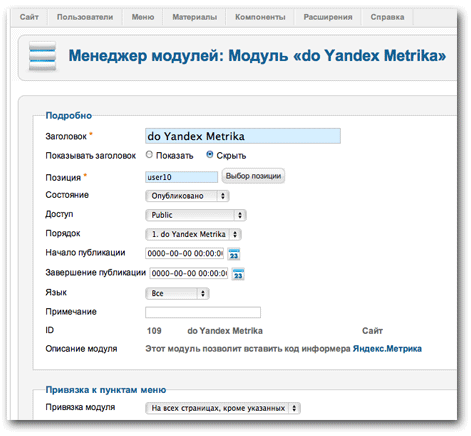 Сайт Пользователи Меню Материалы Компоненты Расширения Справка
Менеджер модулей: Модуль «do Yandex Metrika»
Подробно
Заголовок * do Yandex Metrika
Показывать заголовок Показать Скрыть
Позиция * user10 Выбор позиции
Состояние Опубликовано
Доступ Public
Порядок 1. do Yandex Metrika
Начало публикации 0000-00-00 00:00:0 23
Завершение публикации 0000-00-00 00:00:0 23
Язык Все
Примечание
ID 109 do Yandex Metrika Сайт
Описание модуля Этот модуль позволит вставить код информера Яндекс.Метрика
Привязка к пунктам меню
Привязка модуля На всех страницах, кроме указанных